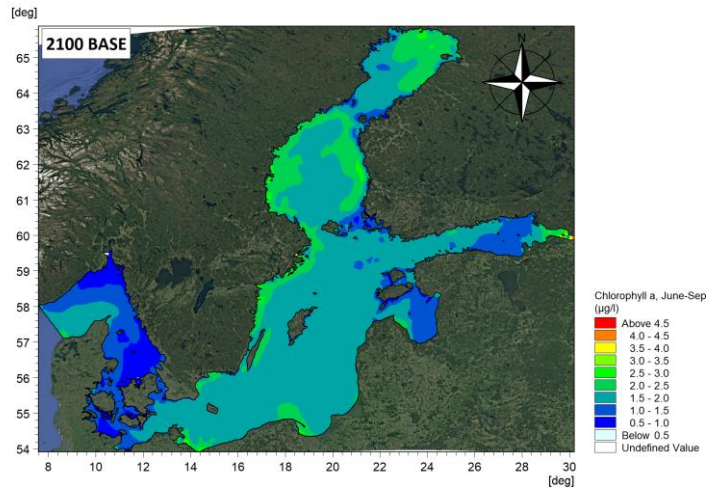 [deg]
2100 BASE
N
65
64
63
62
61
60
59
58
57
56
55
54
8 10 12 14 16 18 20 22 24 26 28 30
[deg]
Chlorophyll a, June-Sep
(µg/l)
Above 4.5
4.0 - 4.5
3.5 - 4.0
3.0 - 3.5
2.5 - 3.0
2.0 - 2.5
1.5 - 2.0
1.0 - 1.5
0.5 - 1.0
Below 0.5
Undefined Value